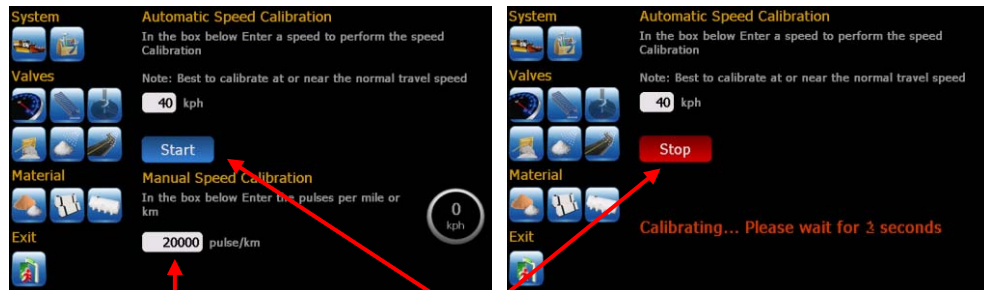 System
Automatic Speed Calibration
In the box below Enter a speed to perform the speed
Calibration
Valves
Note: Best to calibrate at or near the normal travel speed
40 kph
Start
Material
Manual Speed Calibration
In the box below Enter the pulses per mile or
km
0
kph
Exit
20000 pulse/km
System
Automatic Speed Calibration
In the box below Enter a speed to perform the speed
Calibration
Valves
Note: Best to calibrate at or near the normal travel speed
40 kph
Stop
Material
Calibrating... Please wait for seconds
Exit